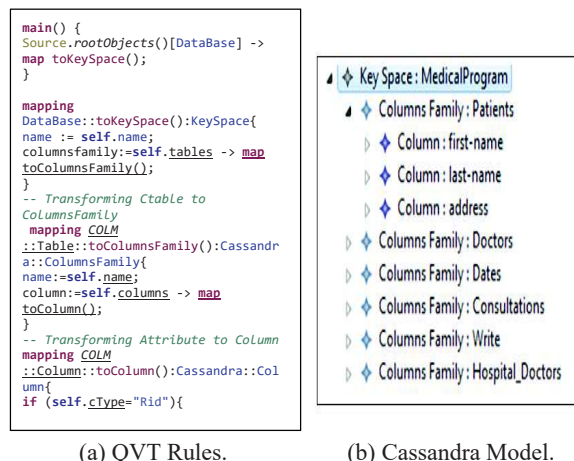 main() {
Source.rootObjects()[DataBase] ->
map toKeySpace();
}
mapping
DataBase::toKeySpace():KeySpace{
name := self.name;
columnsfamily:=self.tables -> map
toColumnsFamily();
}
-- Transforming Ctable to
ColumnsFamily
mapping COLM
::Table::toColumnsFamily():Cassandr
a::ColumnsFamily{
name:=self.name;
column:=self.columns -> map
toColumn();
}
-- Transforming Attribute to Column
mapping COLM
::Column::toColumn():Cassandra::Col
umn{
if (self.cType="Rid"){
(a) QVT Rules.
Key Space : MedicalProgram
Columns Family : Patients
Column : first-name
Column : last-name
Column : address
Columns Family : Doctors
Columns Family : Dates
Columns Family : Consultations
Columns Family : Write
Columns Family : Hospital_Doctors
(b) Cassandra Model.